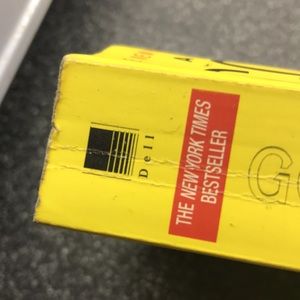 Dell
THE NEW YORK TIMES
BESTSELLER
G